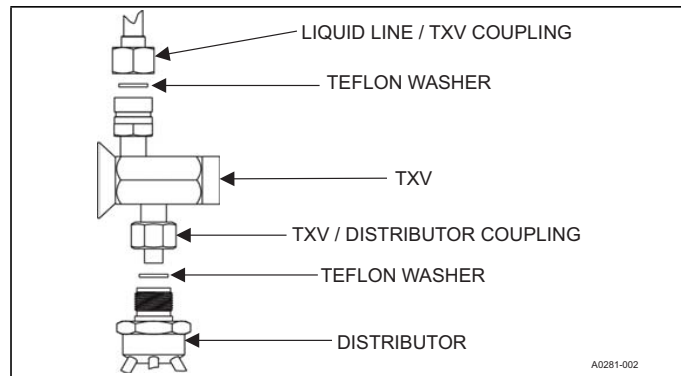 LIQUID LINE / TXV COUPLING
TEFLON WASHER
TXV
TXV / DISTRIBUTOR COUPLING
TEFLON WASHER
DISTRIBUTOR
A0281-002